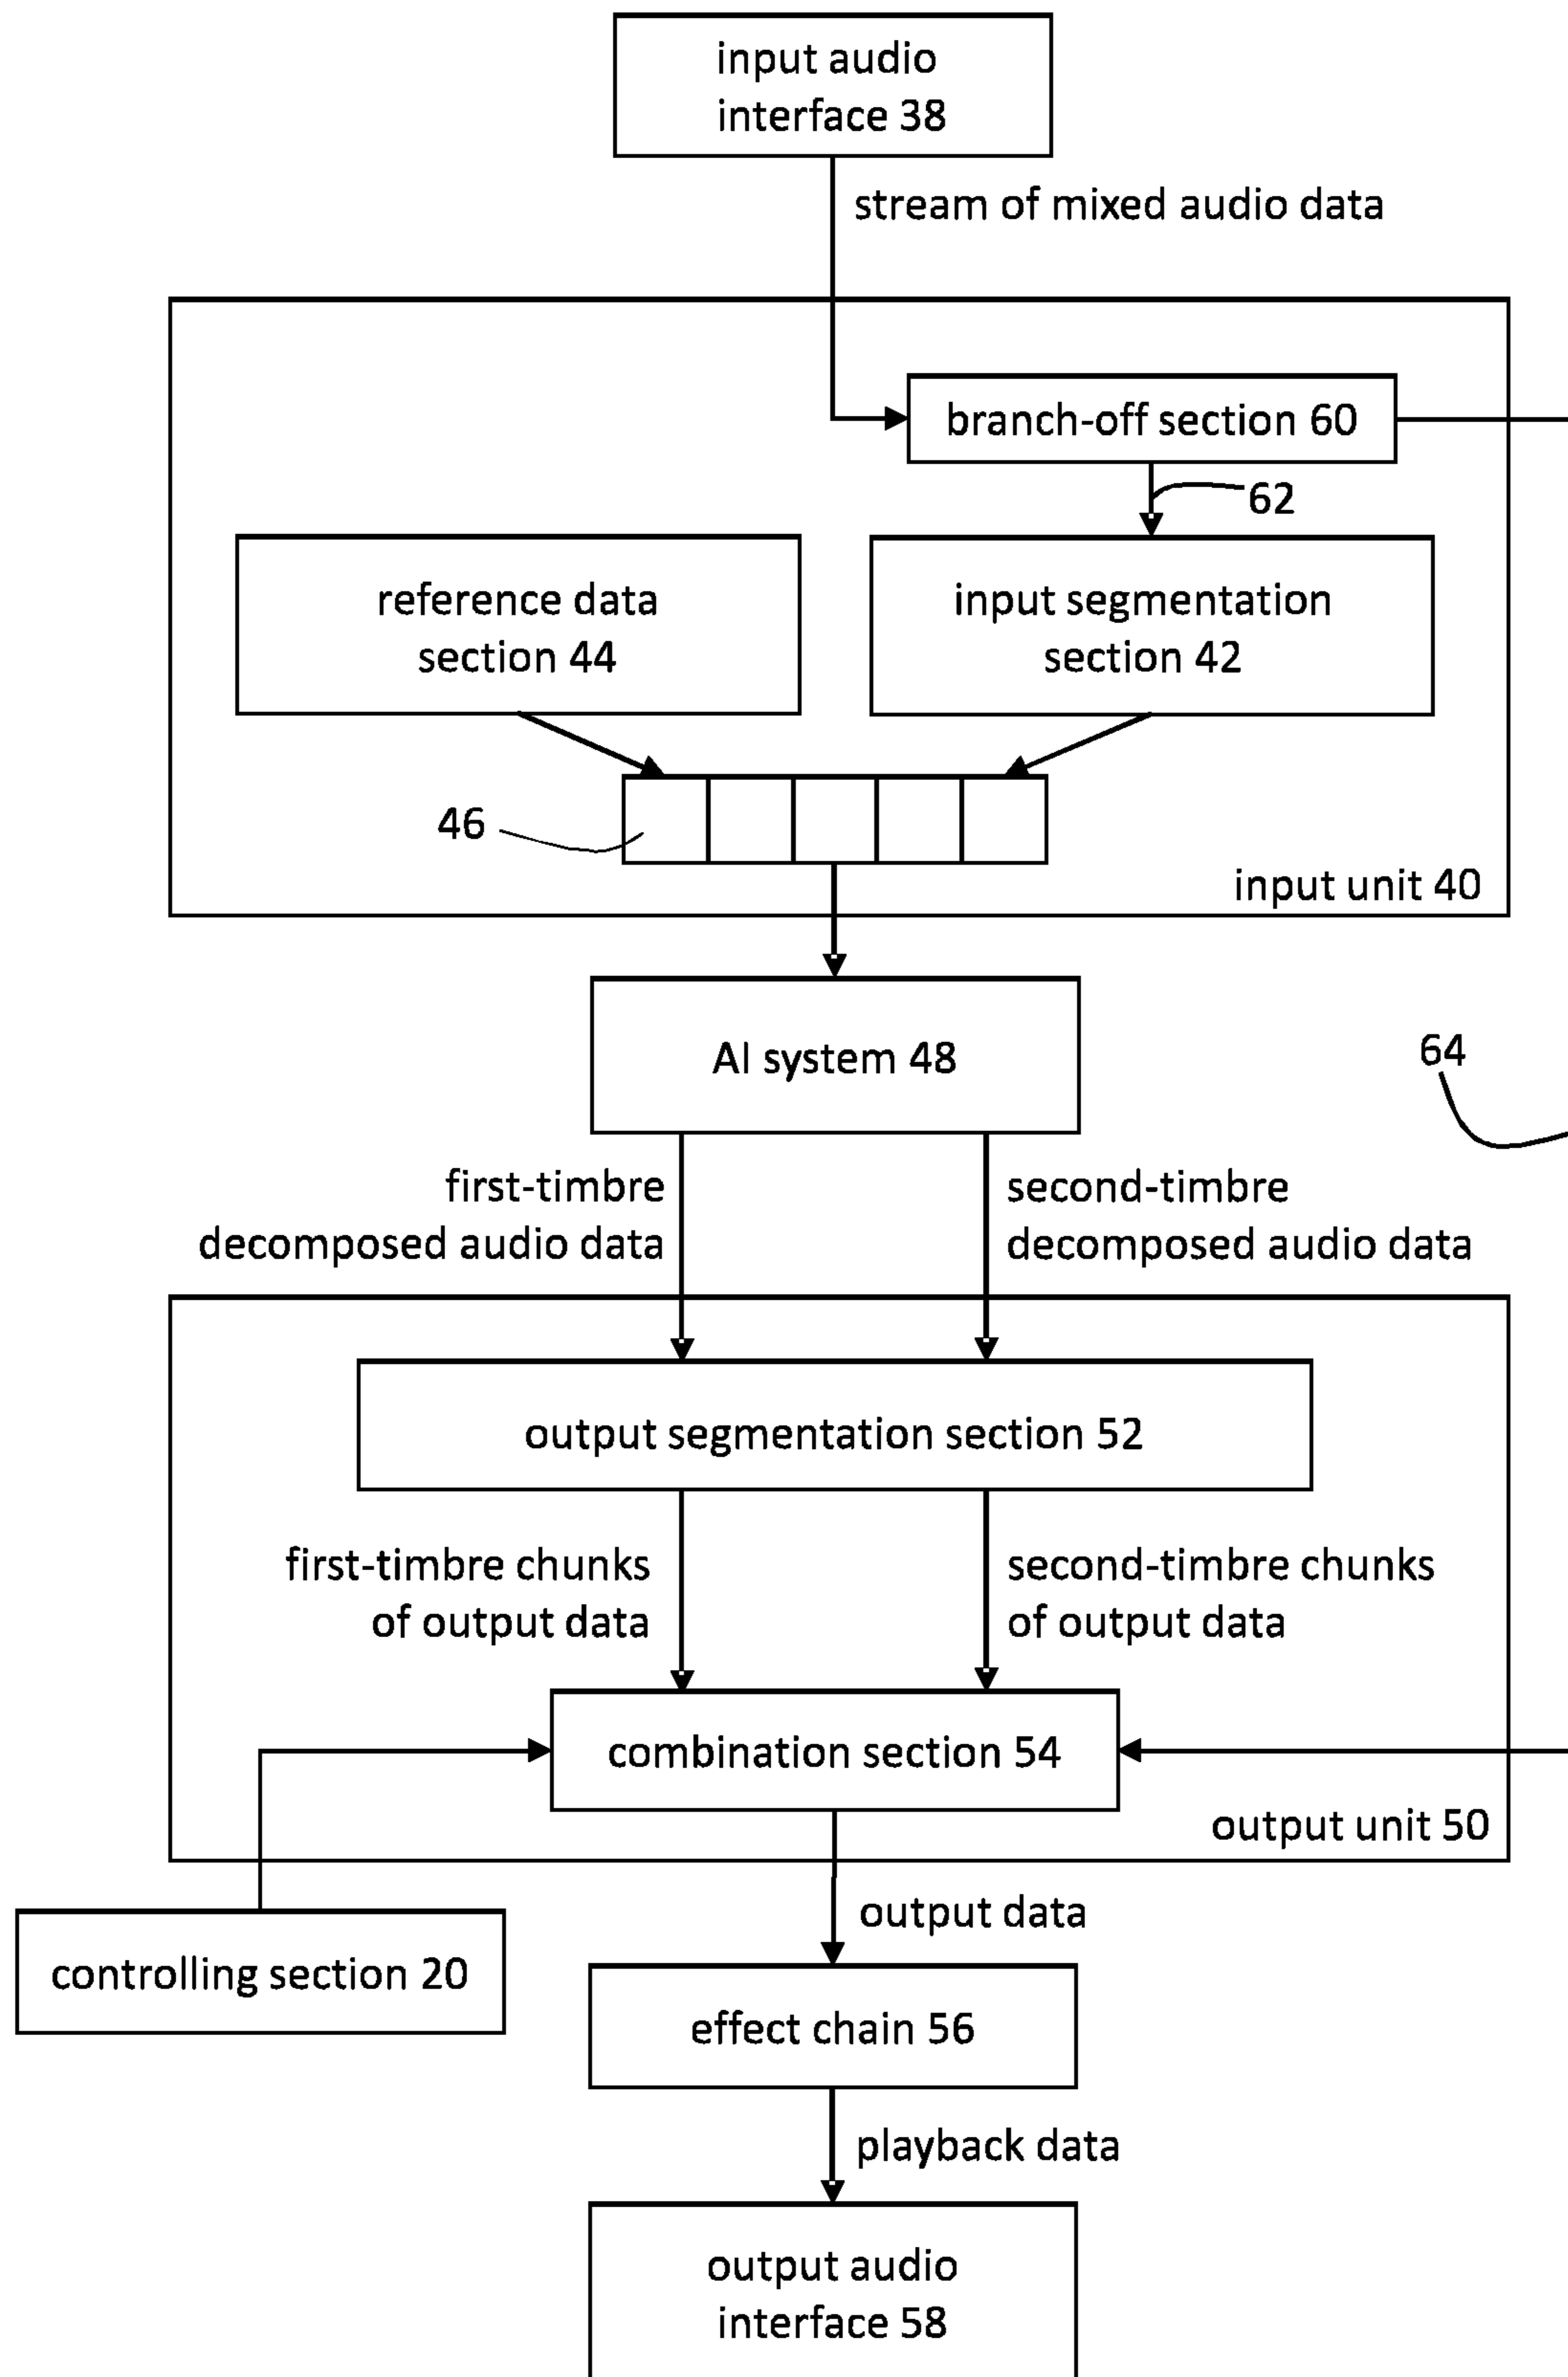 input audio
interface 38
stream of mixed audio data
branch-off section 60
62
reference data
section 44
input segmentation
section 42
46
input unit 40
AI system 48
64
first-timbre
decomposed audio data
second-timbre
decomposed audio data
output segmentation section 52
first-timbre chunks
of output data
second-timbre chunks
of output data
combination section 54
output unit 50
output data
controlling section 20
effect chain 56
playback data
output audio
interface 58